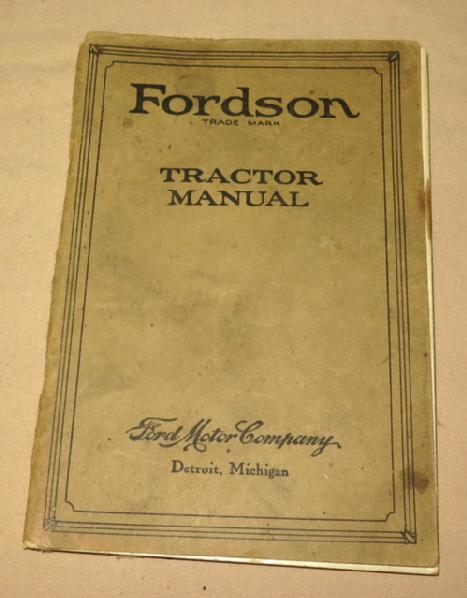 Fordson
TRADE MARK
TRACTOR
MANUAL
Ford Motor Company
Detroit, Michigan